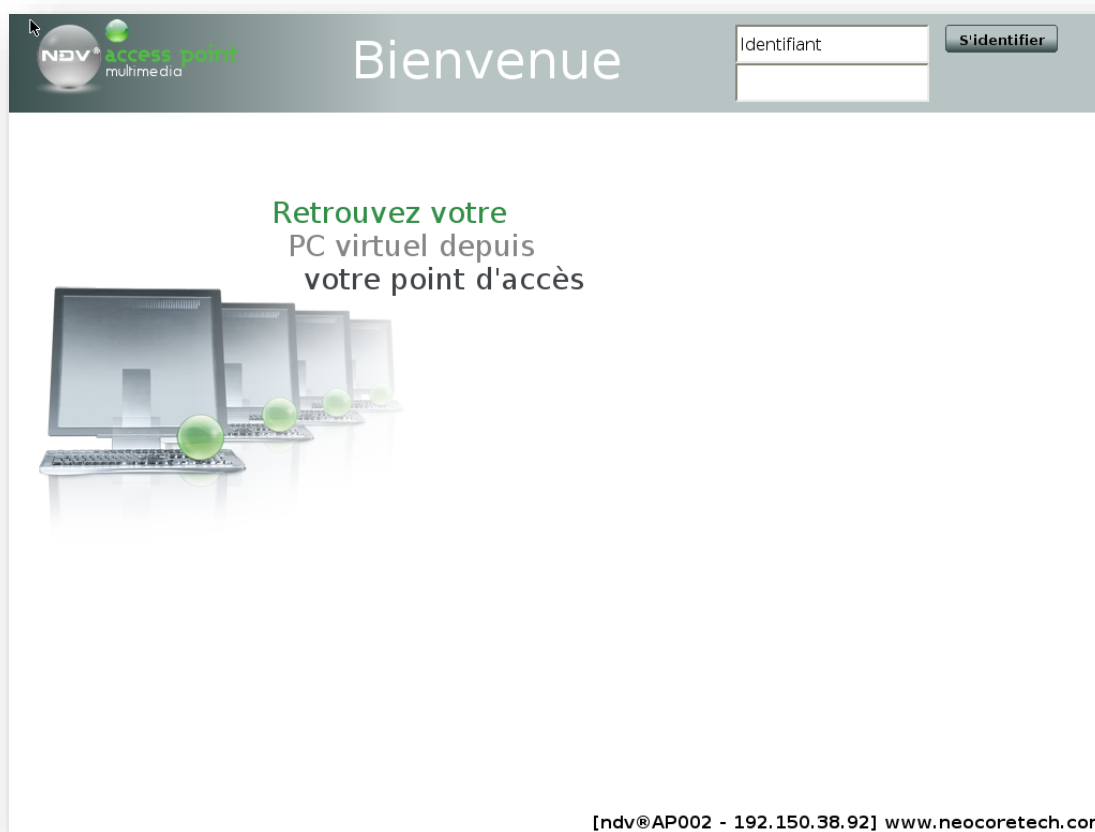 NDV®
access point
multimedia
Bienvenue
Identifiant
S'identifier
Retrouvez votre
PC virtuel depuis
votre point d'accès
[ndv®AP002 - 192.150.38.92] www.neocoretech.com